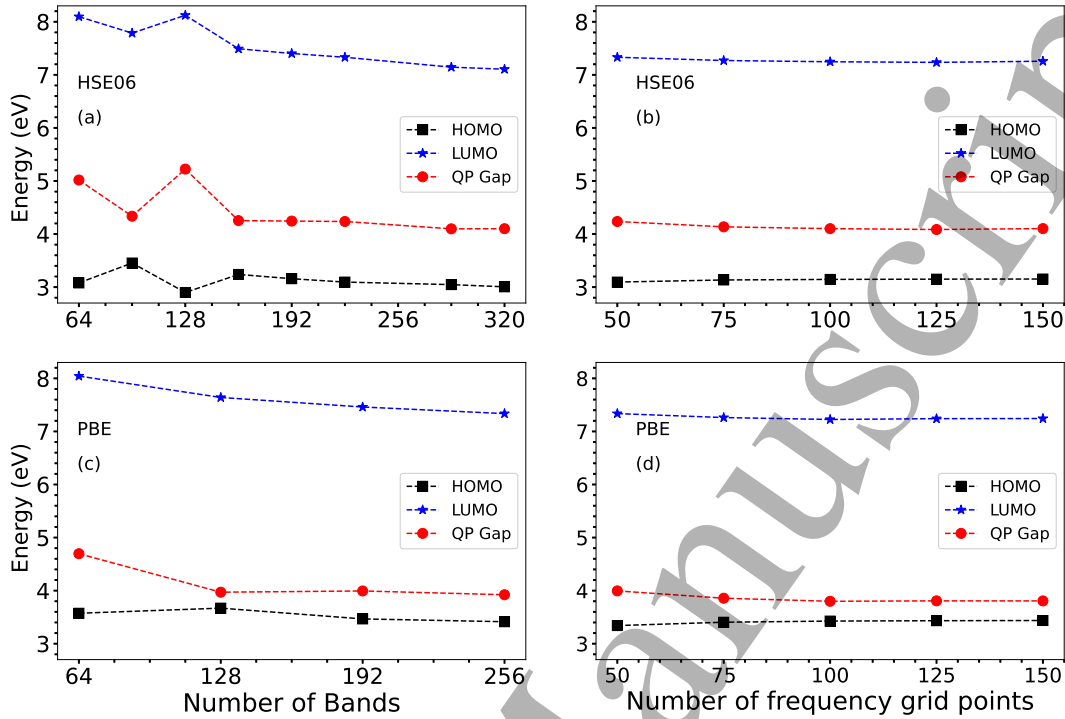 8
7
6
5
4
3
Energy (eV)
HSE06
(a)
HOMO
LUMO
QP Gap
64 128 192 256 320
HSE06
(b)
HOMO
LUMO
QP Gap
50 75 100 125 150
8
7
6
5
4
3
Energy (eV)
PBE
(c)
HOMO
LUMO
QP Gap
64 128 192 256
Number of Bands
8
7
6
5
4
3
PBE
(d)
HOMO
LUMO
QP Gap
50 75 100 125 150
Number of frequency grid points
8
7
6
5
4
3